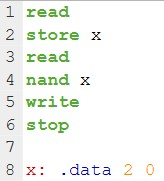 1 read
2 store x
3 read
4 nand x
5 write
6 stop
7
8 x: .data 2 0